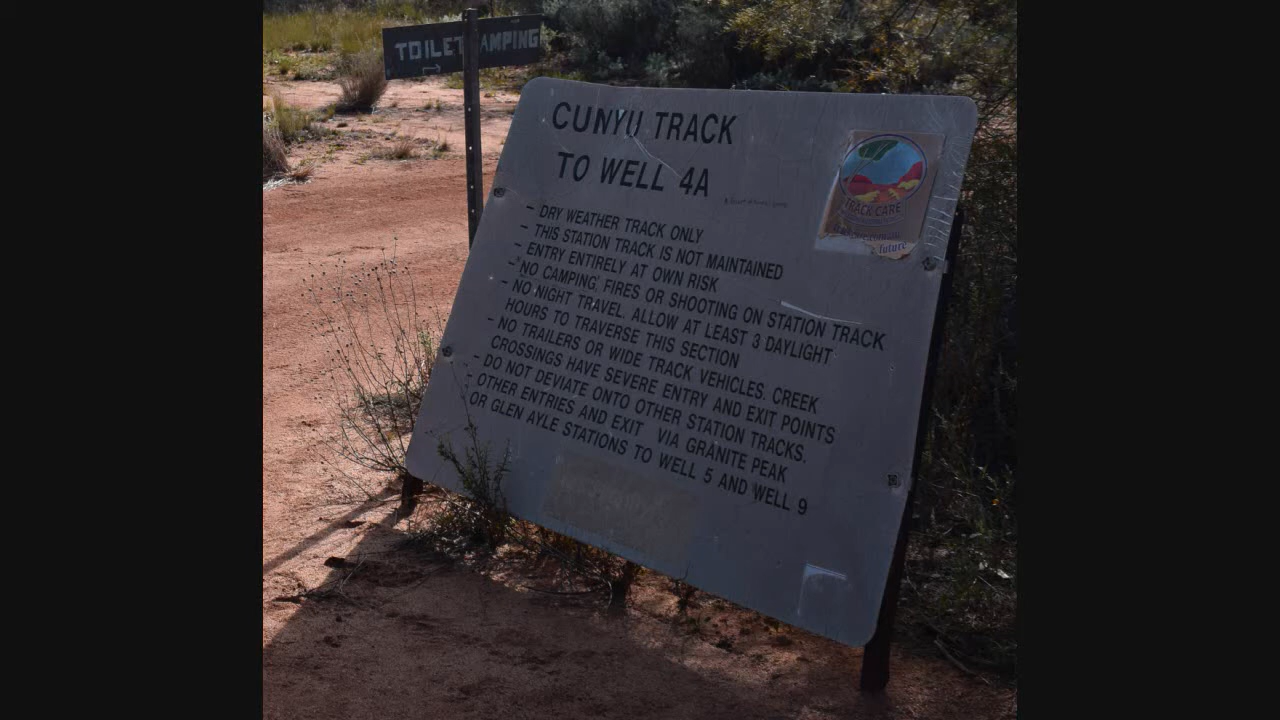 TOILET CAMPING
CUNYU TRACK
TO WELL 4A
TRACK CARE
future
- DRY WEATHER TRACK ONLY
- THIS STATION TRACK IS NOT MAINTAINED
- ENTRY ENTIRELY AT OWN RISK
- NO CAMPING, FIRES OR SHOOTING ON STATION TRACK
- NO NIGHT TRAVEL. ALLOW AT LEAST 3 DAYLIGHT
HOURS TO TRAVERSE THIS SECTION
- NO TRAILERS OR WIDE TRACK VEHICLES. CREEK
CROSSINGS HAVE SEVERE ENTRY AND EXIT POINTS
- DO NOT DEVIATE ONTO OTHER STATION TRACKS.
OTHER ENTRIES AND EXIT VIA GRANITE PEAK
OR GLEN AYLE STATIONS TO WELL 5 AND WELL 9